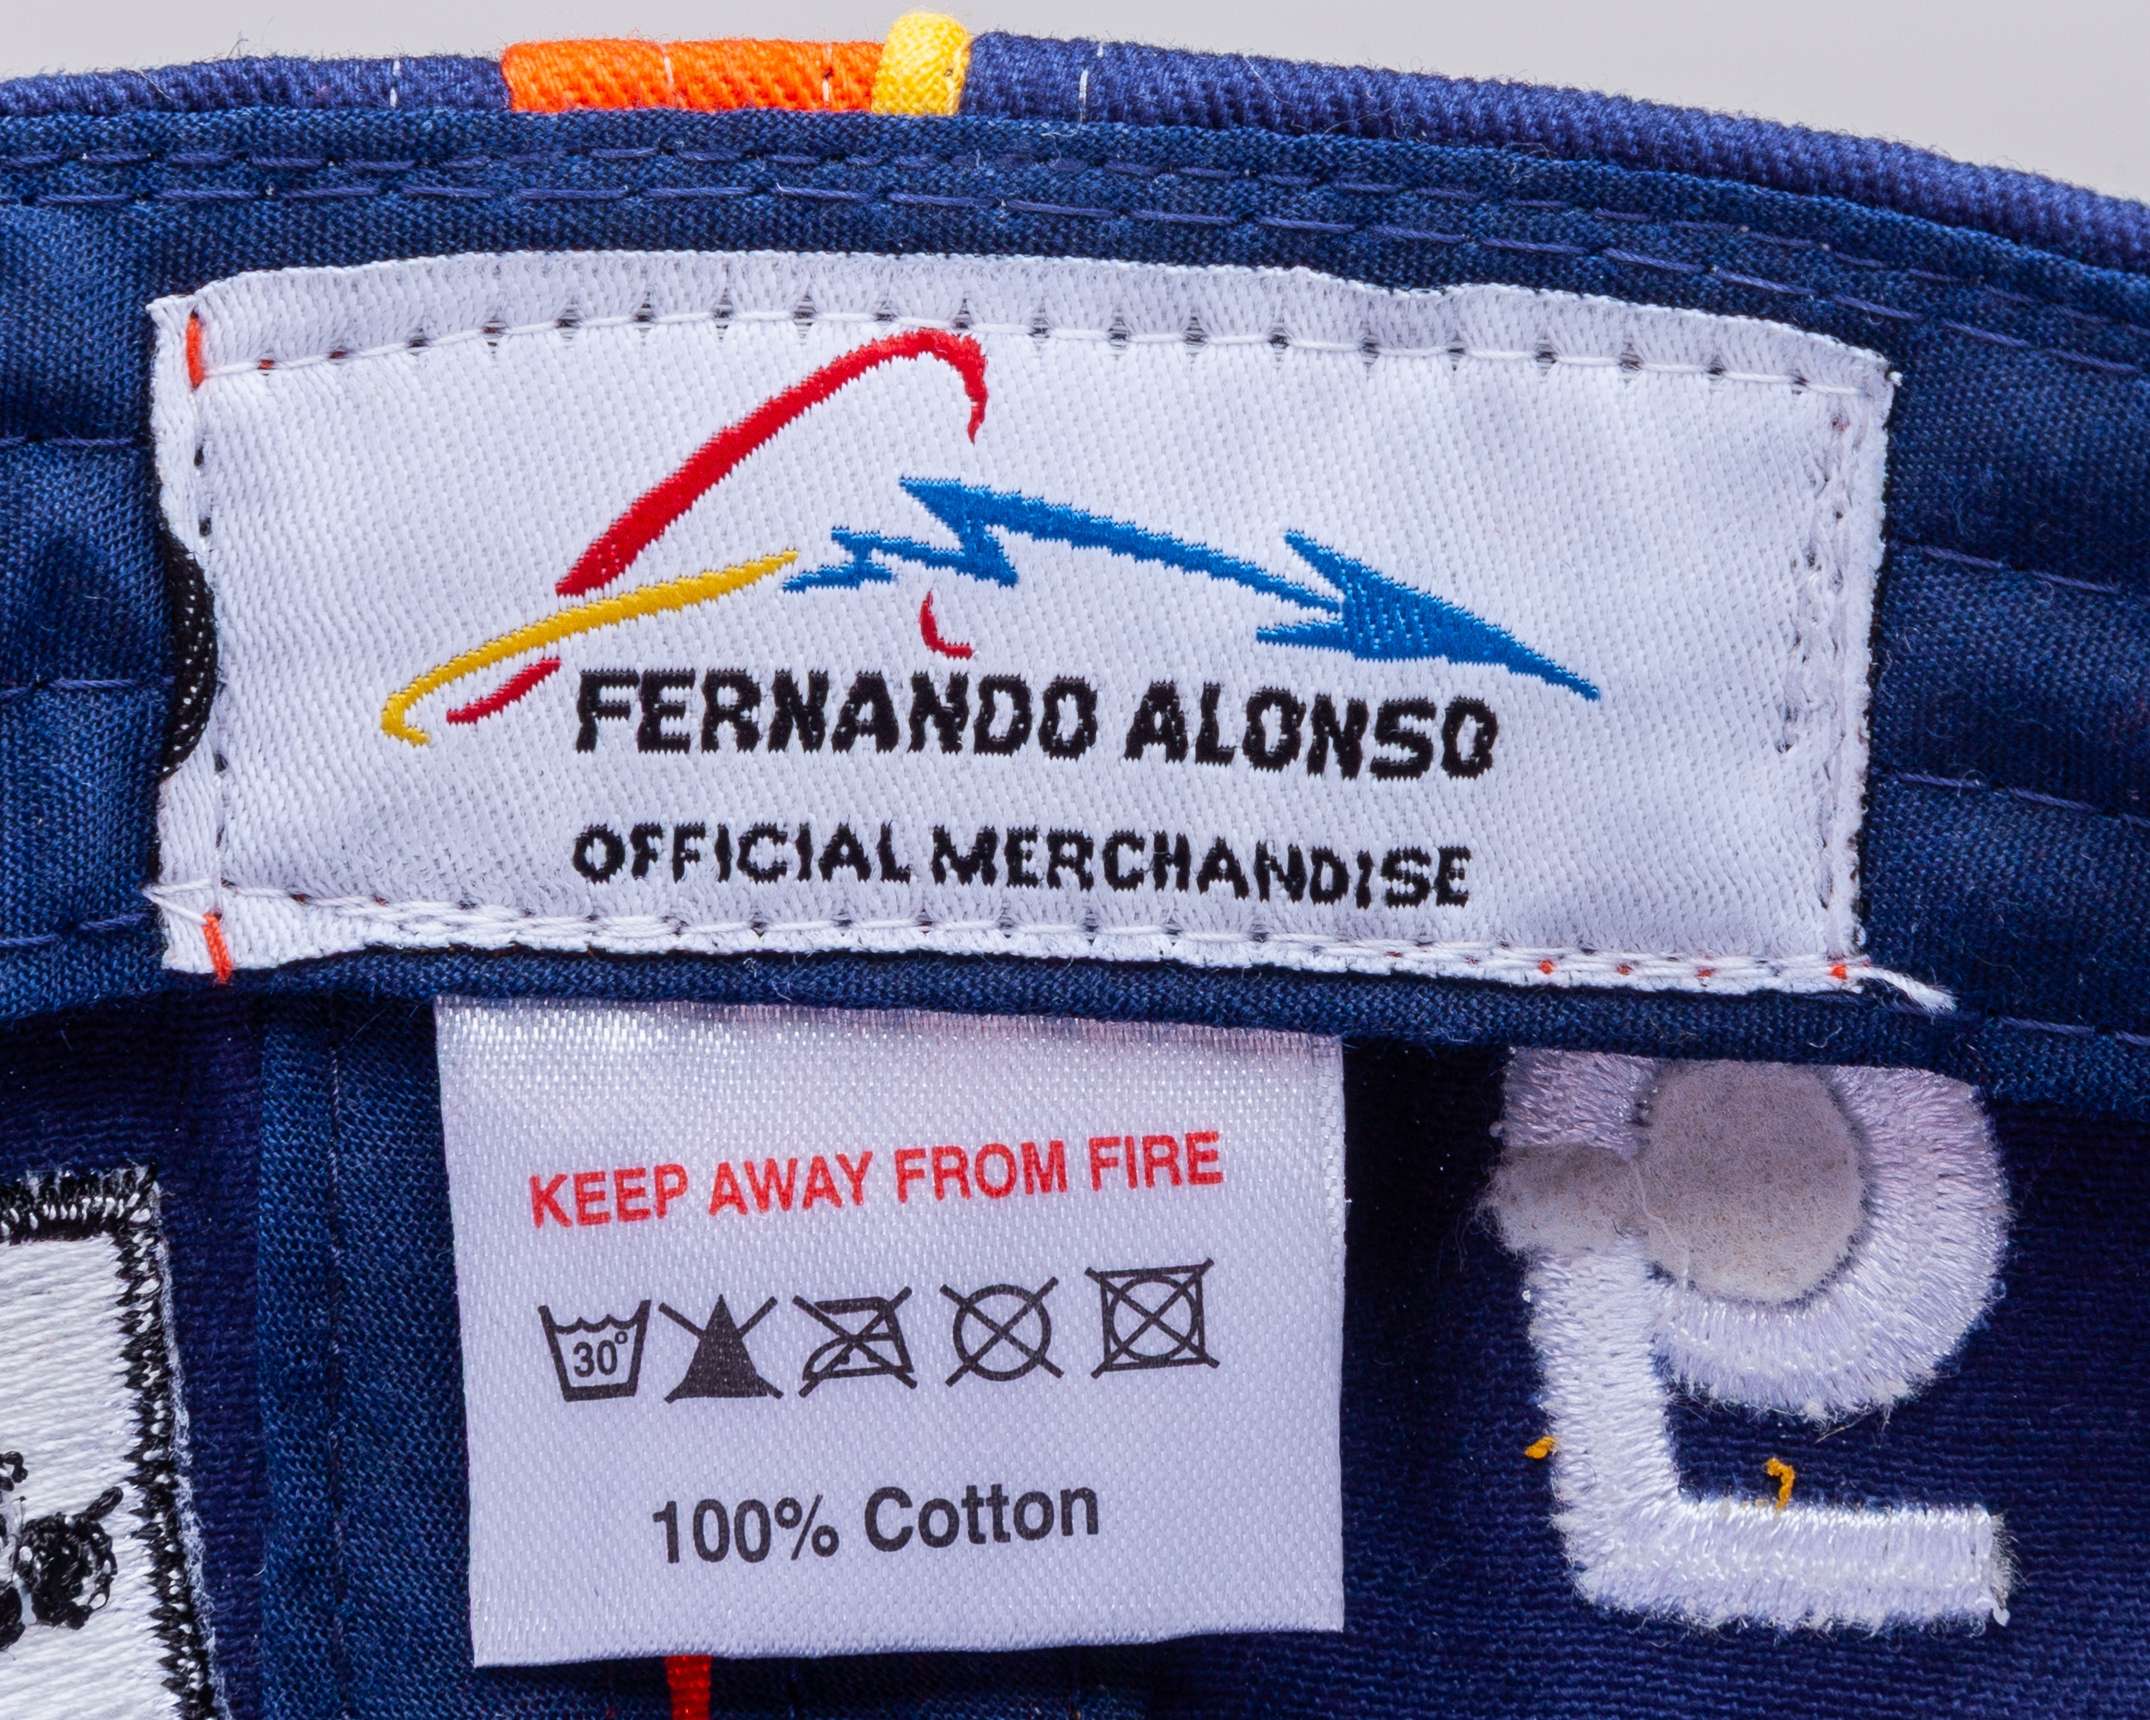 FERNANDO ALONSO
OFFICIAL MERCHANDISE
KEEP AWAY FROM FIRE
30°
100% Cotton